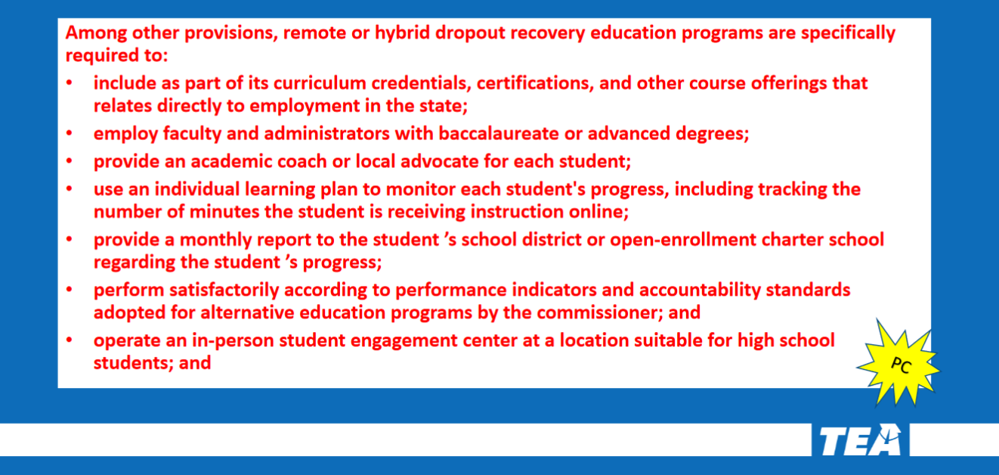 Among other provisions, remote or hybrid dropout recovery education programs are specifically
required to:
• include as part of its curriculum credentials, certifications, and other course offerings that
relates directly to employment in the state;
• employ faculty and administrators with baccalaureate or advanced degrees;
• provide an academic coach or local advocate for each student;
• use an individual learning plan to monitor each student's progress, including tracking the
number of minutes the student is receiving instruction online;
• provide a monthly report to the student ’s school district or open-enrollment charter school
regarding the student ’s progress;
• perform satisfactorily according to performance indicators and accountability standards
adopted for alternative education programs by the commissioner; and
• operate an in-person student engagement center at a location suitable for high school
students; and
PC
TEA